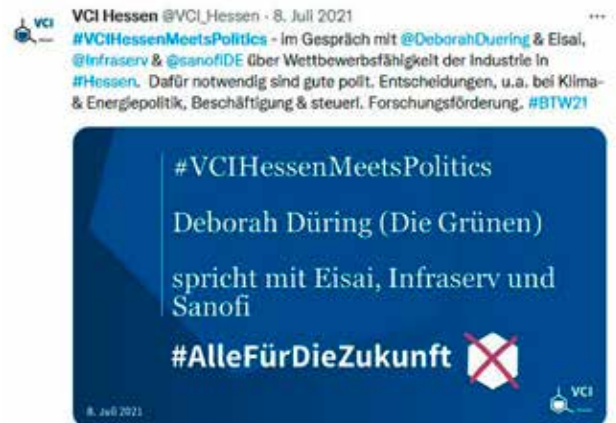 VCI
VCI Hessen @VCI_Hessen · 8. Juli 2021
#VCIHessenMeetsPolitics - im Gespräch mit @DeborahDuering & Eisai,
@Infraserv & @sanofiDE über Wettbewerbsfähigkeit der Industrie in
#Hessen. Dafür notwendig sind gute polit. Entscheidungen, u.a. bei Klima-
& Energiepolitik, Beschäftigung & steuerl. Forschungsförderung. #BTW21
#VCIHessenMeetsPolitics
Deborah Düring (Die Grünen)
spricht mit Eisai, Infraserv und
Sanofi
#AlleFürDieZukunft
8. Juli 2021
VCI